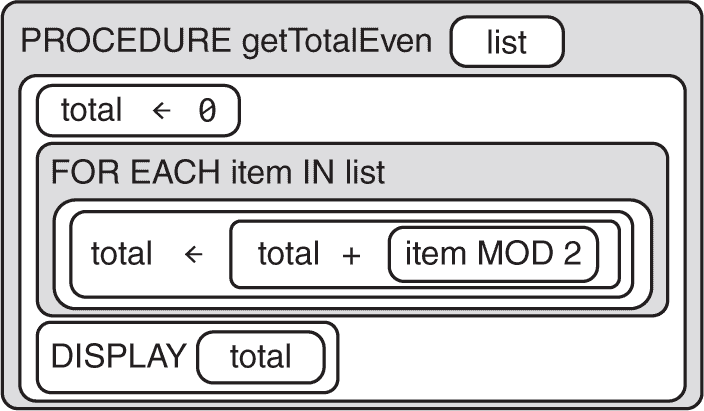 PROCEDURE getTotalEven list
total ← 0
FOR EACH item IN list
total ← total + item MOD 2
DISPLAY total